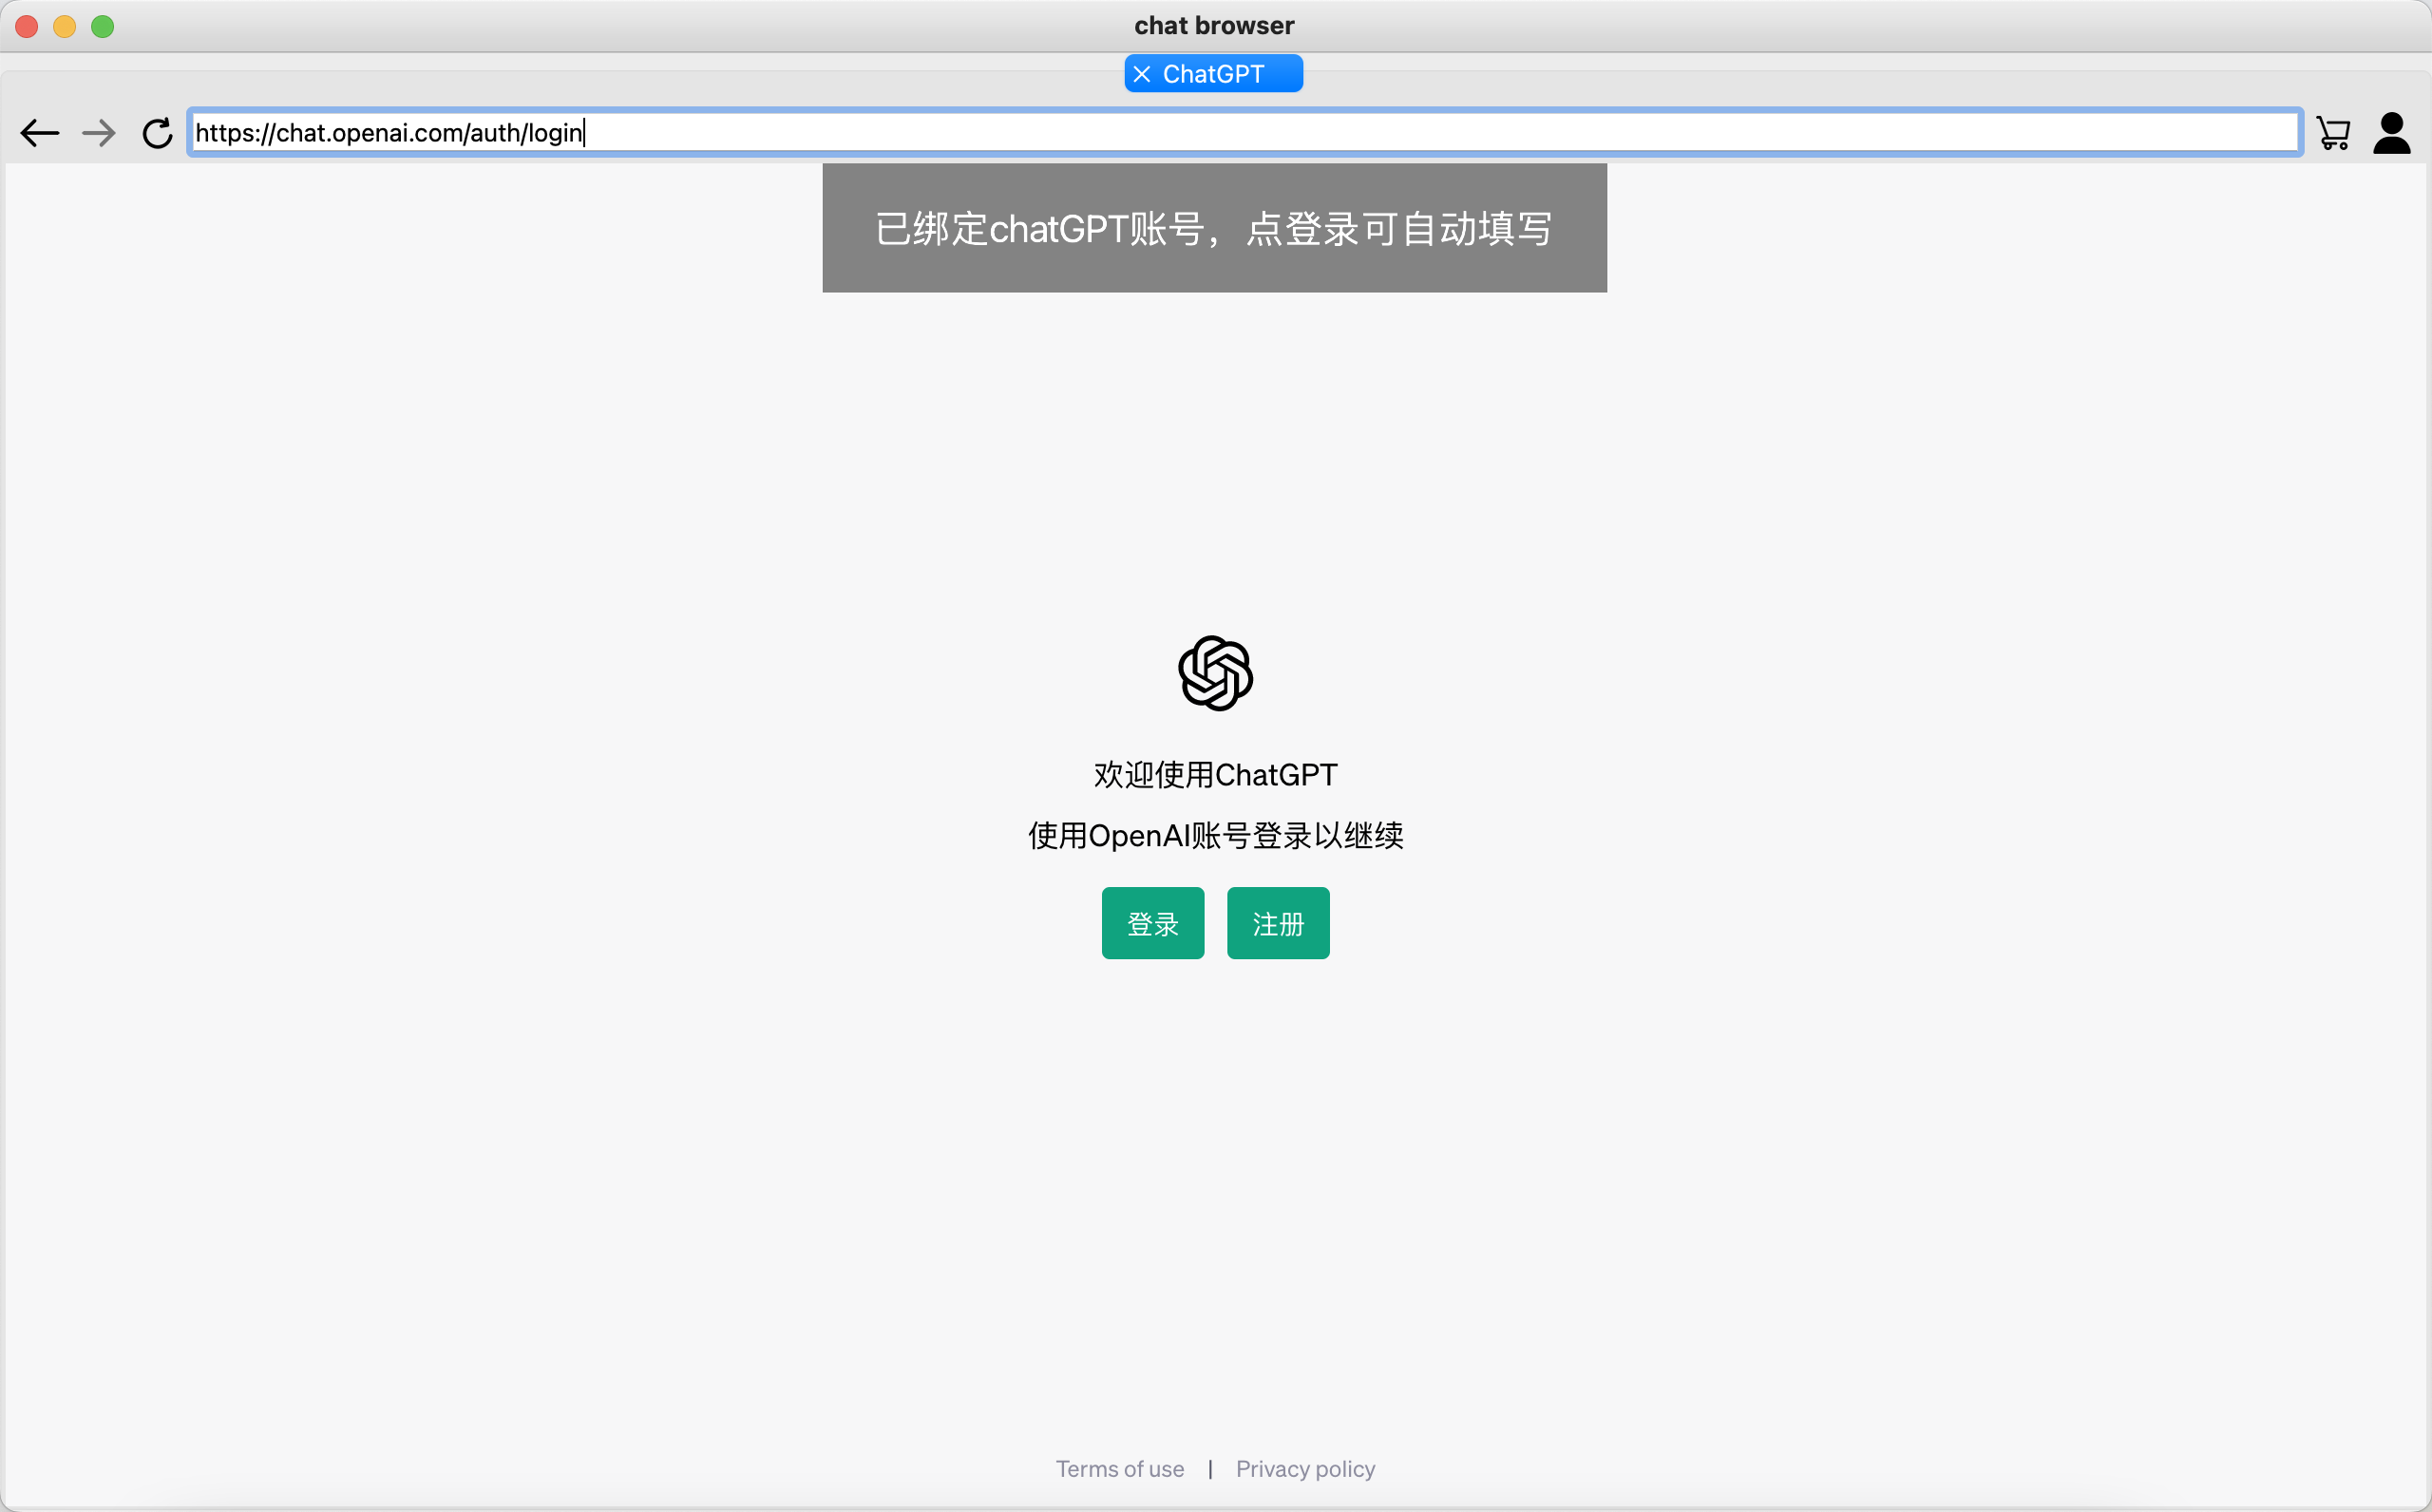 chat browser
ChatGPT
https://chat.openai.com/auth/login
已绑定chatGPT账号，点登录可自动填写
欢迎使用ChatGPT
使用OpenAI账号登录以继续
登录 注册
Terms of use | Privacy policy